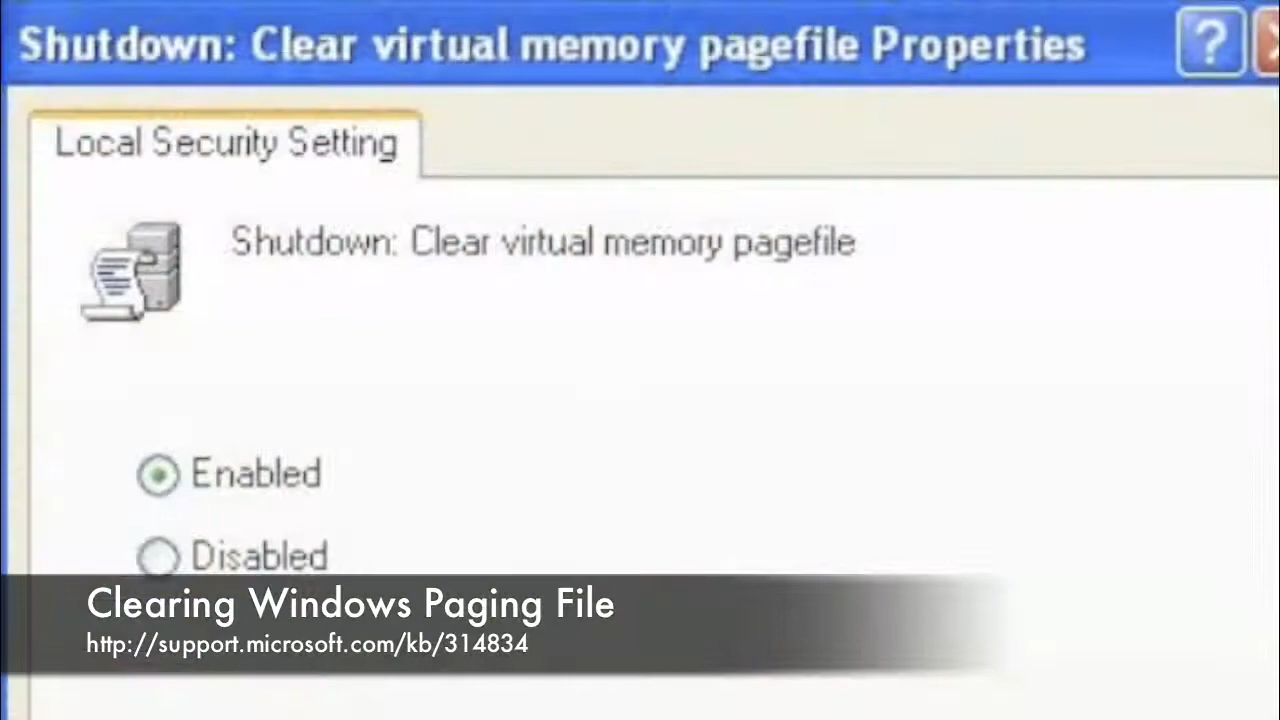 Shutdown: Clear virtual memory pagefile Properties
?
Local Security Setting
Shutdown: Clear virtual memory pagefile
Enabled
Disabled
Clearing Windows Paging File
http://support.microsoft.com/kb/314834